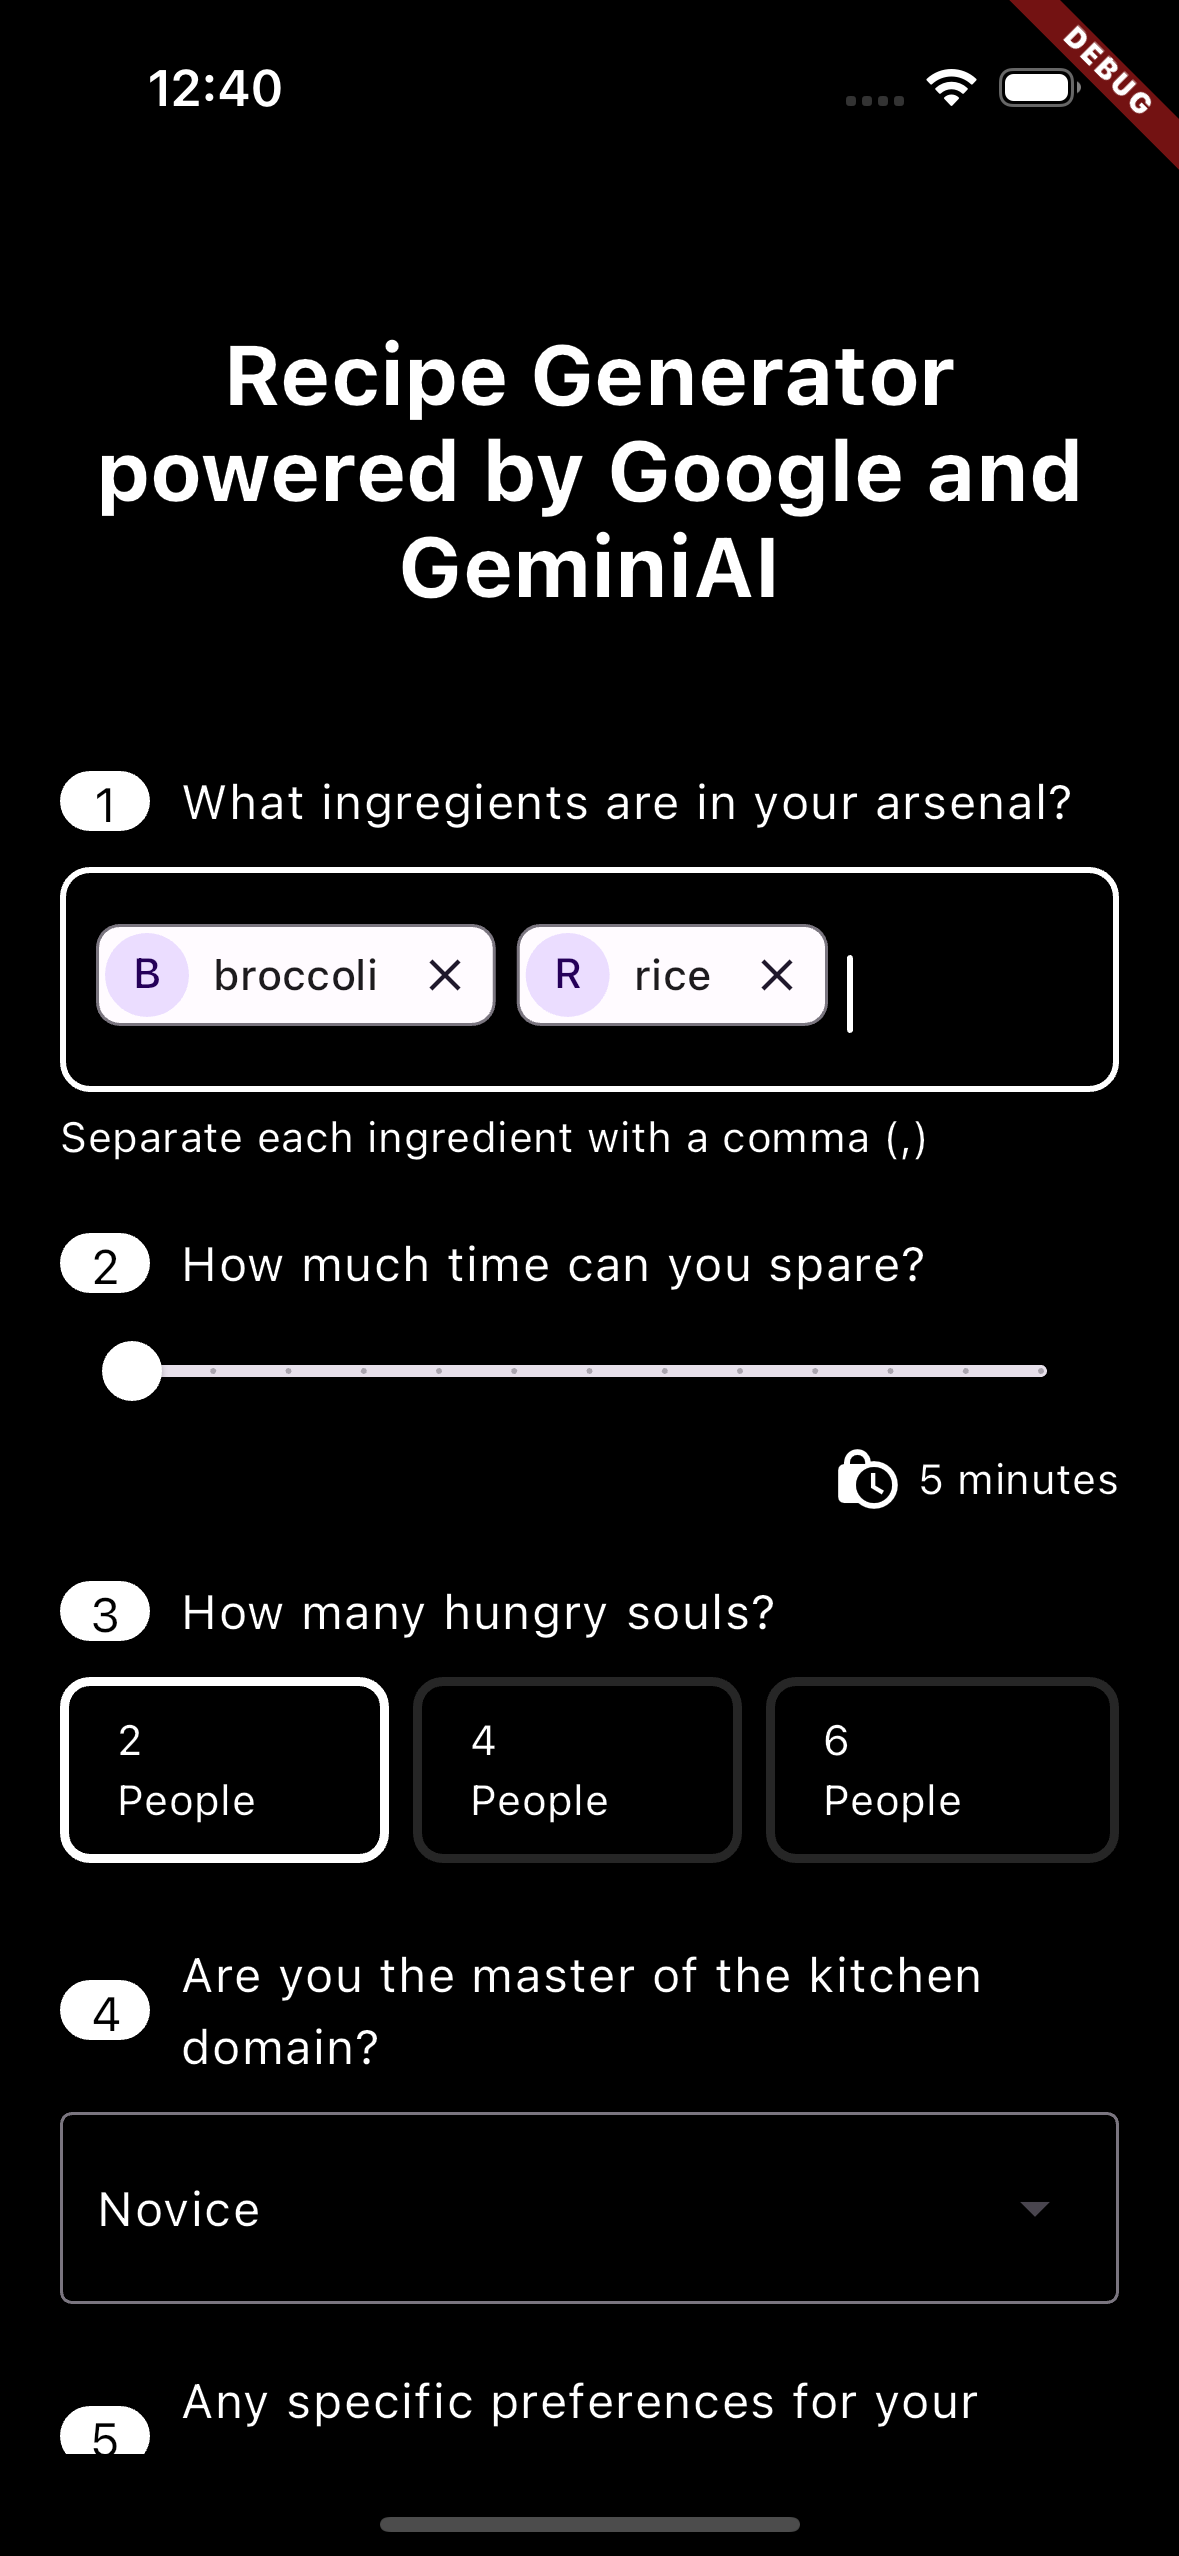 12:40
DEBUG
Recipe Generator
powered by Google and
GeminiAI
1 What ingregients are in your arsenal?
B broccoli R rice
Separate each ingredient with a comma (,)
2 How much time can you spare?
5 minutes
3 How many hungry souls?
2 4 6
People People People
4 Are you the master of the kitchen
domain?
Novice
5 Any specific preferences for your